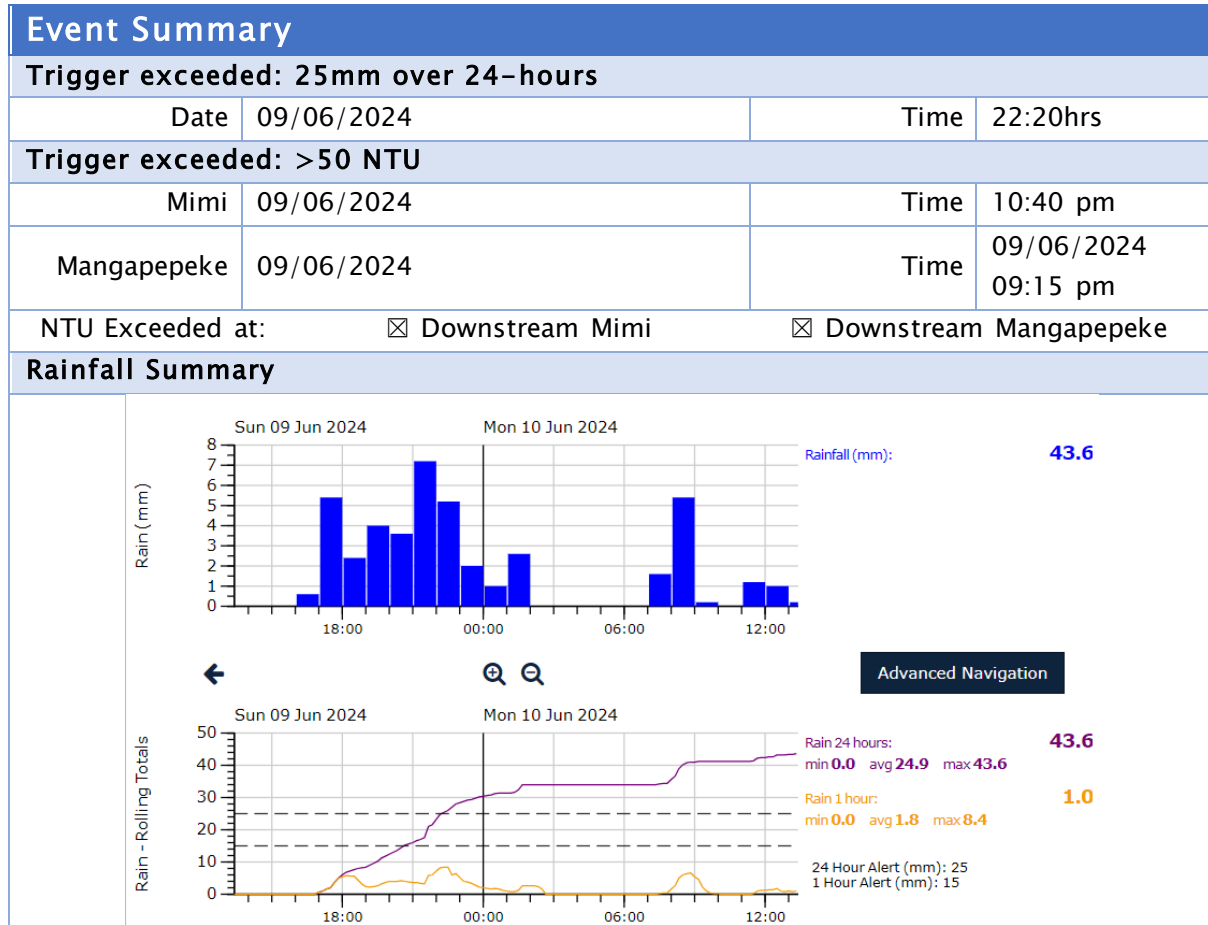 Event Summary
Trigger exceeded: 25mm over 24-hours
Date 09/06/2024 Time 22:20hrs
Trigger exceeded: >50 NTU
Mimi 09/06/2024 Time 10:40 pm
Mangapepeke 09/06/2024 Time 09/06/2024
09:15 pm
NTU Exceeded at: ☒ Downstream Mimi ☒ Downstream Mangapepeke
Rainfall Summary
Sun 09 Jun 2024 Mon 10 Jun 2024
Rain (mm)
8
7
6
5
4
3
2
1
0
18:00 00:00 06:00 12:00
Rainfall (mm): 43.6
Advanced Navigation
Sun 09 Jun 2024 Mon 10 Jun 2024
Rain - Rolling Totals
50
40
30
20
10
0
18:00 00:00 06:00 12:00
Rain 24 hours: 43.6
min 0.0 avg 24.9 max 43.6
Rain 1 hour: 1.0
min 0.0 avg 1.8 max 8.4
24 Hour Alert (mm): 25
1 Hour Alert (mm): 15